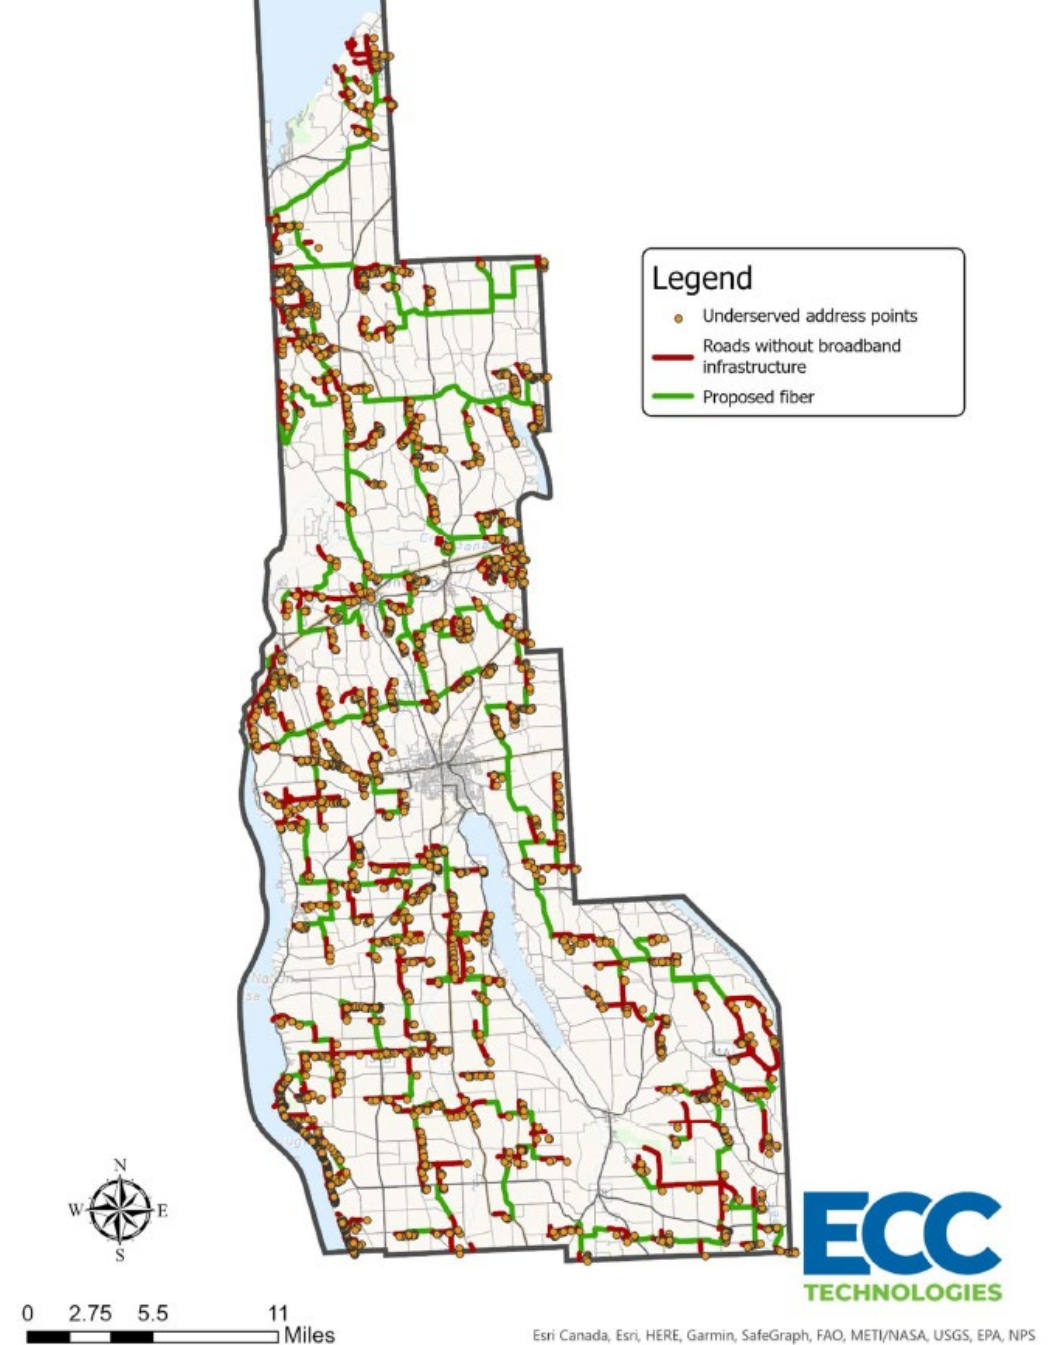 Legend
Underserved address points
Roads without broadband
infrastructure
Proposed fiber
N
W E
S
ECC
TECHNOLOGIES
0 2.75 5.5 11
Miles
Esri Canada, Esri, HERE, Garmin, SafeGraph, FAO, METI/NASA, USGS, EPA, NPS